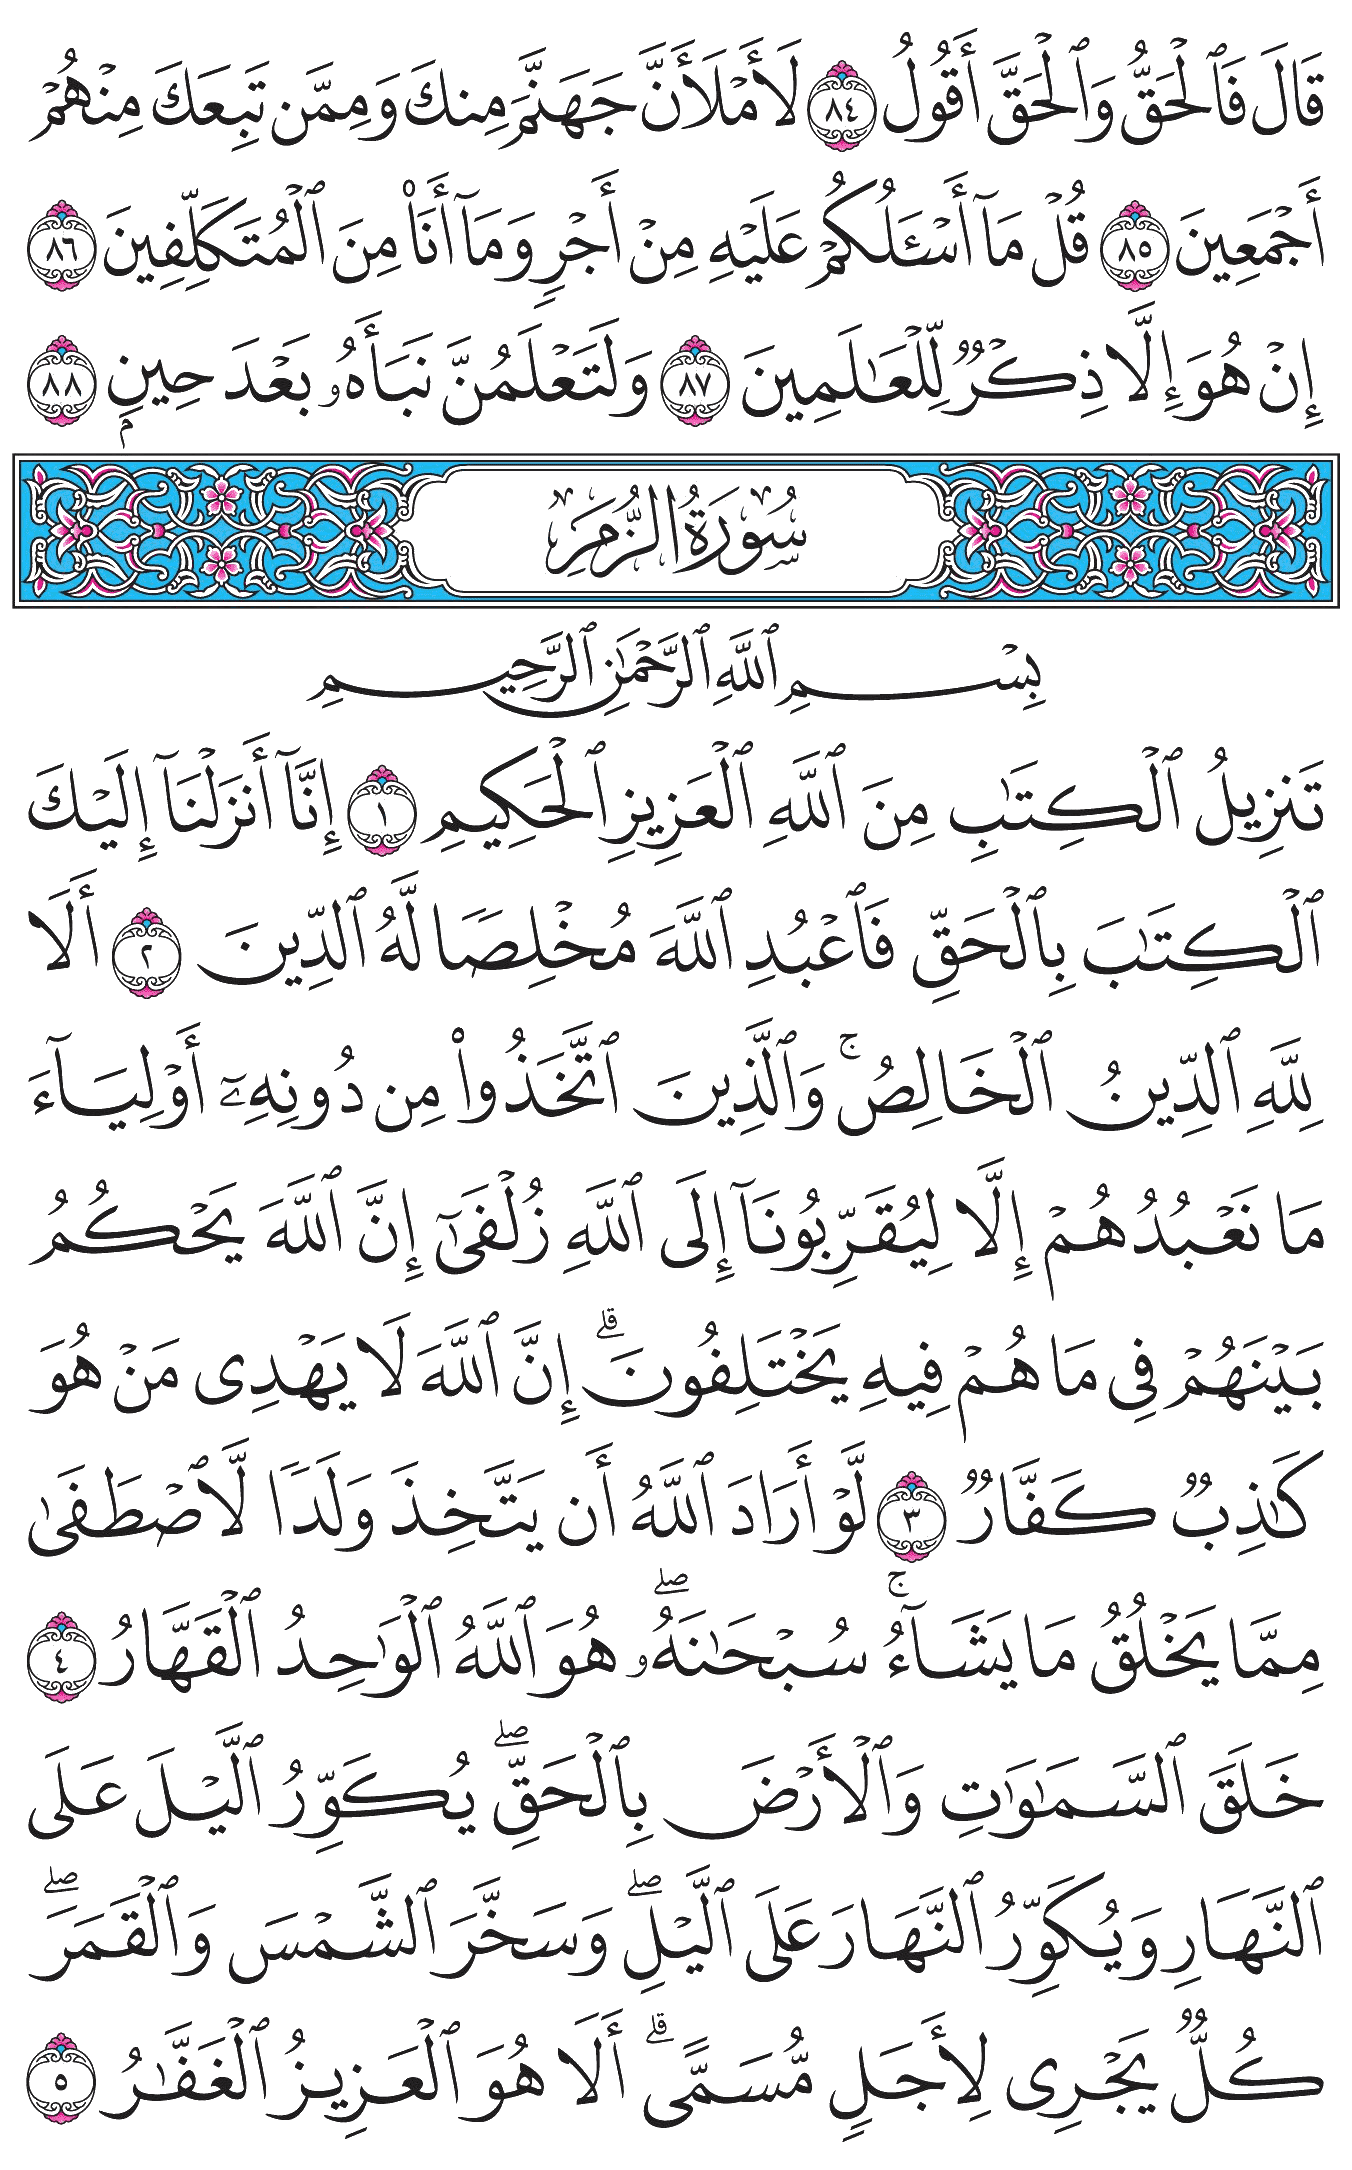 قَالَ فَٱلْحَقُّ وَٱلْحَقَّ أَقُولُ ٨٤ لَأَمْلَأَنَّ جَهَنَّمَ مِنكَ وَمِمَّن تَبِعَكَ مِنْهُمْ
أَجْمَعِينَ ٨٥ قُلْ مَآ أَسْـَٔلُكُمْ عَلَيْهِ مِنْ أَجْرٍ وَمَآ أَنَا۠ مِنَ ٱلْمُتَكَلِّفِينَ ٨٦
إِنْ هُوَ إِلَّا ذِكْرٌ لِّلْعَـٰلَمِينَ ٨٧ وَلَتَعْلَمُنَّ نَبَأَهُۥ بَعْدَ حِينِۭ ٨٨
سُورَةُ الزُّمَرِ
بِسْمِ ٱللَّهِ ٱلرَّحْمَـٰنِ ٱلرَّحِيمِ
تَنزِيلُ ٱلْكِتَـٰبِ مِنَ ٱللَّهِ ٱلْعَزِيزِ ٱلْحَكِيمِ ١ إِنَّآ أَنزَلْنَآ إِلَيْكَ
ٱلْكِتَـٰبَ بِٱلْحَقِّ فَٱعْبُدِ ٱللَّهَ مُخْلِصًا لَّهُ ٱلدِّينَ ٢ أَلَا
لِلَّهِ ٱلدِّينُ ٱلْخَالِصُ ۚ وَٱلَّذِينَ ٱتَّخَذُوا۟ مِن دُونِهِۦٓ أَوْلِيَآءَ
مَا نَعْبُدُهُمْ إِلَّا لِيُقَرِّبُونَآ إِلَى ٱللَّهِ زُلْفَىٰٓ إِنَّ ٱللَّهَ يَحْكُمُ
بَيْنَهُمْ فِى مَا هُمْ فِيهِ يَخْتَلِفُونَ ۗ إِنَّ ٱللَّهَ لَا يَهْدِى مَنْ هُوَ
كَـٰذِبٌ كَفَّارٌ ٣ لَّوْ أَرَادَ ٱللَّهُ أَن يَتَّخِذَ وَلَدًا لَّٱصْطَفَىٰ
مِمَّا يَخْلُقُ مَا يَشَآءُ ۚ سُبْحَـٰنَهُۥ ۖ هُوَ ٱللَّهُ ٱلْوَٰحِدُ ٱلْقَهَّارُ ٤
خَلَقَ ٱلسَّمَـٰوَٰتِ وَٱلْأَرْضَ بِٱلْحَقِّ ۖ يُكَوِّرُ ٱلَّيْلَ عَلَى
ٱلنَّهَارِ وَيُكَوِّرُ ٱلنَّهَارَ عَلَى ٱلَّيْلِ ۖ وَسَخَّرَ ٱلشَّمْسَ وَٱلْقَمَرَ ۖ
كُلٌّ يَجْرِى لِأَجَلٍ مُّسَمًّى ۗ أَلَا هُوَ ٱلْعَزِيزُ ٱلْغَفَّـٰرُ ٥